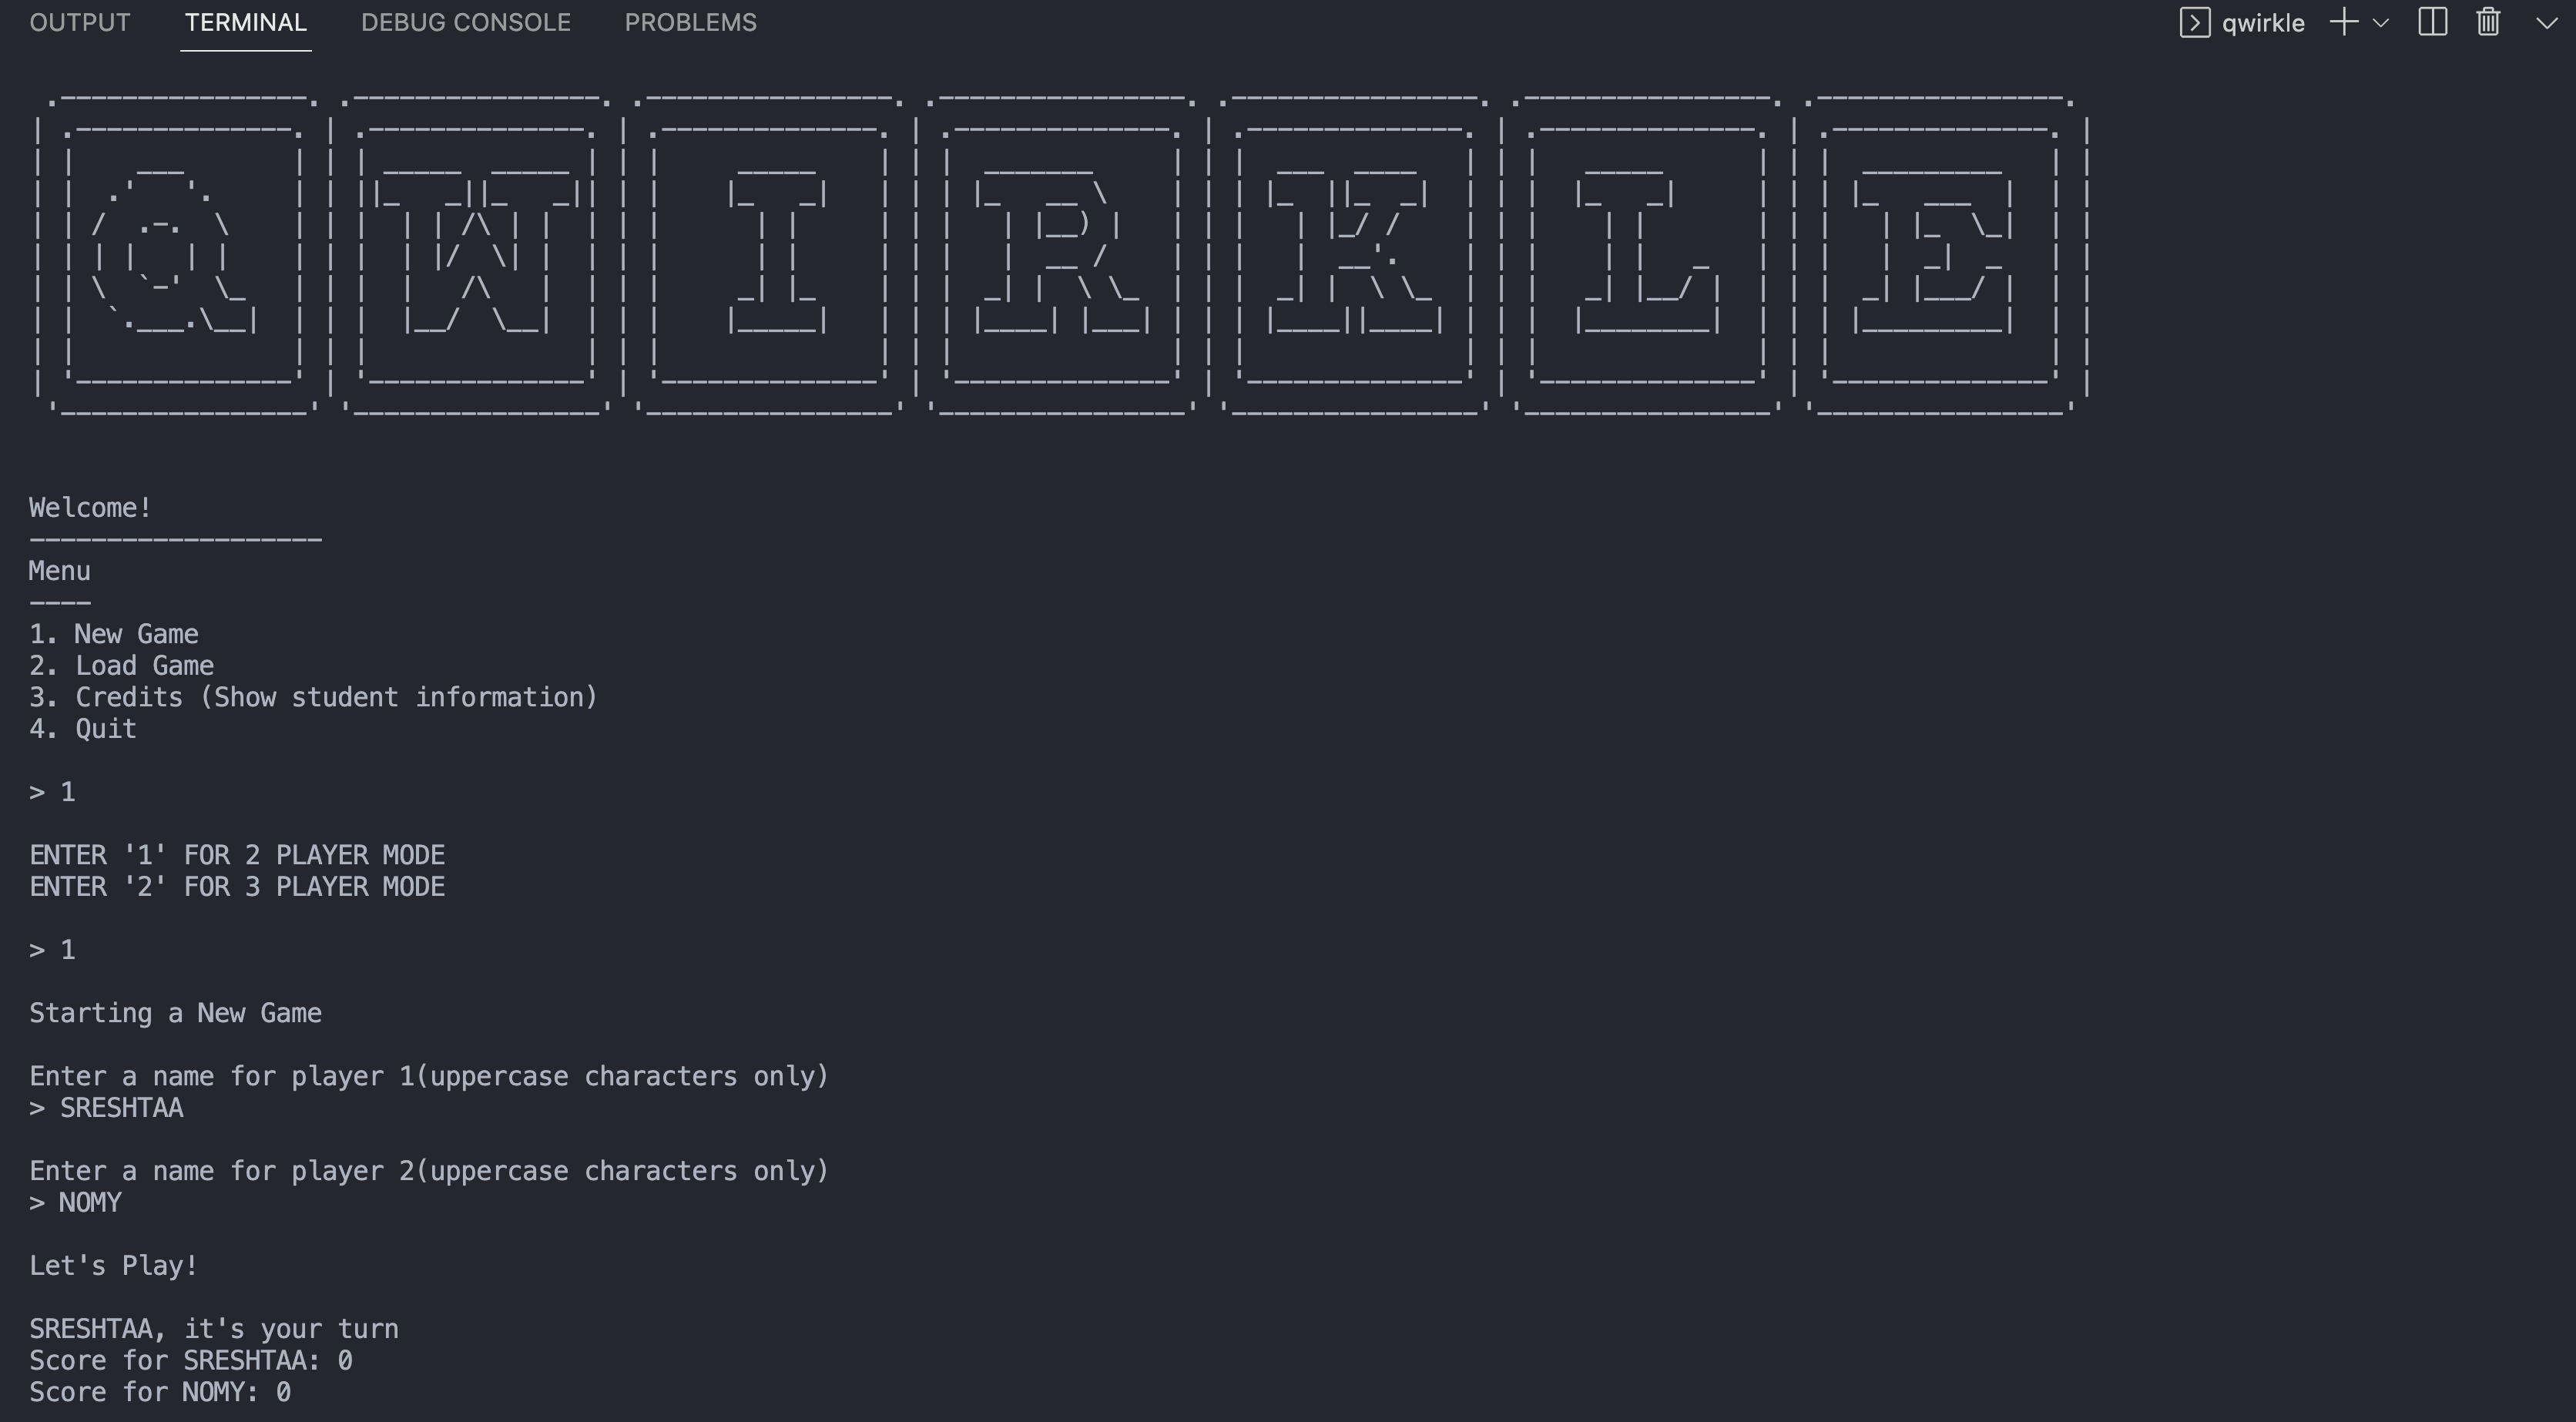 OUTPUT TERMINAL DEBUG CONSOLE PROBLEMS qwirkle
QWIRKLE
Welcome!
-------------------
Menu
----
1. New Game
2. Load Game
3. Credits (Show student information)
4. Quit
> 1
ENTER '1' FOR 2 PLAYER MODE
ENTER '2' FOR 3 PLAYER MODE
> 1
Starting a New Game
Enter a name for player 1(uppercase characters only)
> SRESHTAA
Enter a name for player 2(uppercase characters only)
> NOMY
Let's Play!
SRESHTAA, it's your turn
Score for SRESHTAA: 0
Score for NOMY: 0